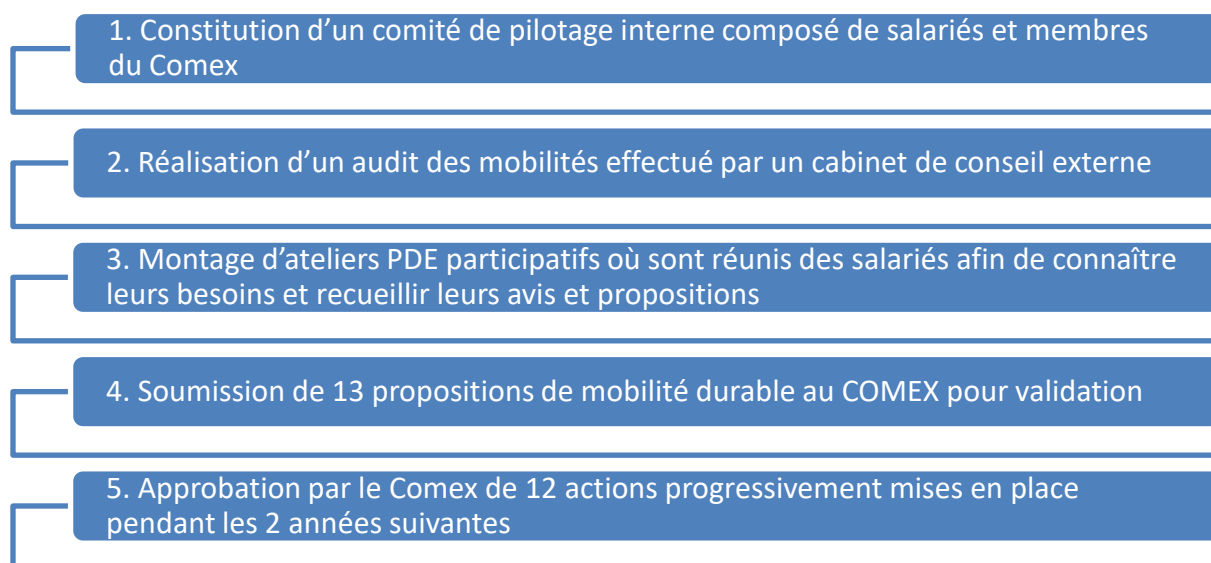 1. Constitution d’un comité de pilotage interne composé de salariés et membres
du Comex
2. Réalisation d’un audit des mobilités effectué par un cabinet de conseil externe
3. Montage d’ateliers PDE participatifs où sont réunis des salariés afin de connaître
leurs besoins et recueillir leurs avis et propositions
4. Soumission de 13 propositions de mobilité durable au COMEX pour validation
5. Approbation par le Comex de 12 actions progressivement mises en place
pendant les 2 années suivantes